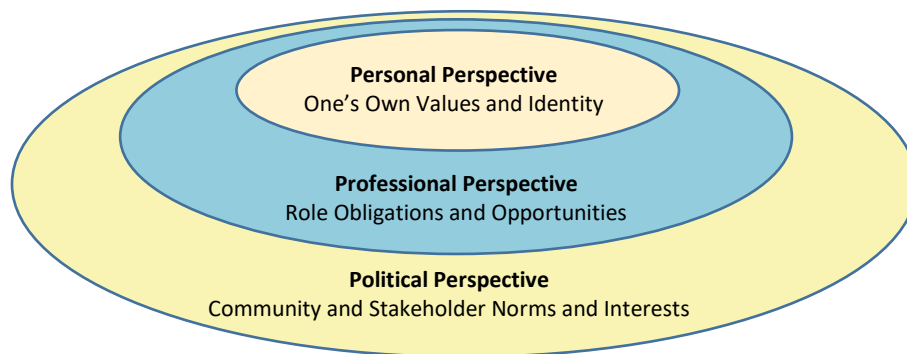 Personal Perspective
One’s Own Values and Identity
Professional Perspective
Role Obligations and Opportunities
Political Perspective
Community and Stakeholder Norms and Interests